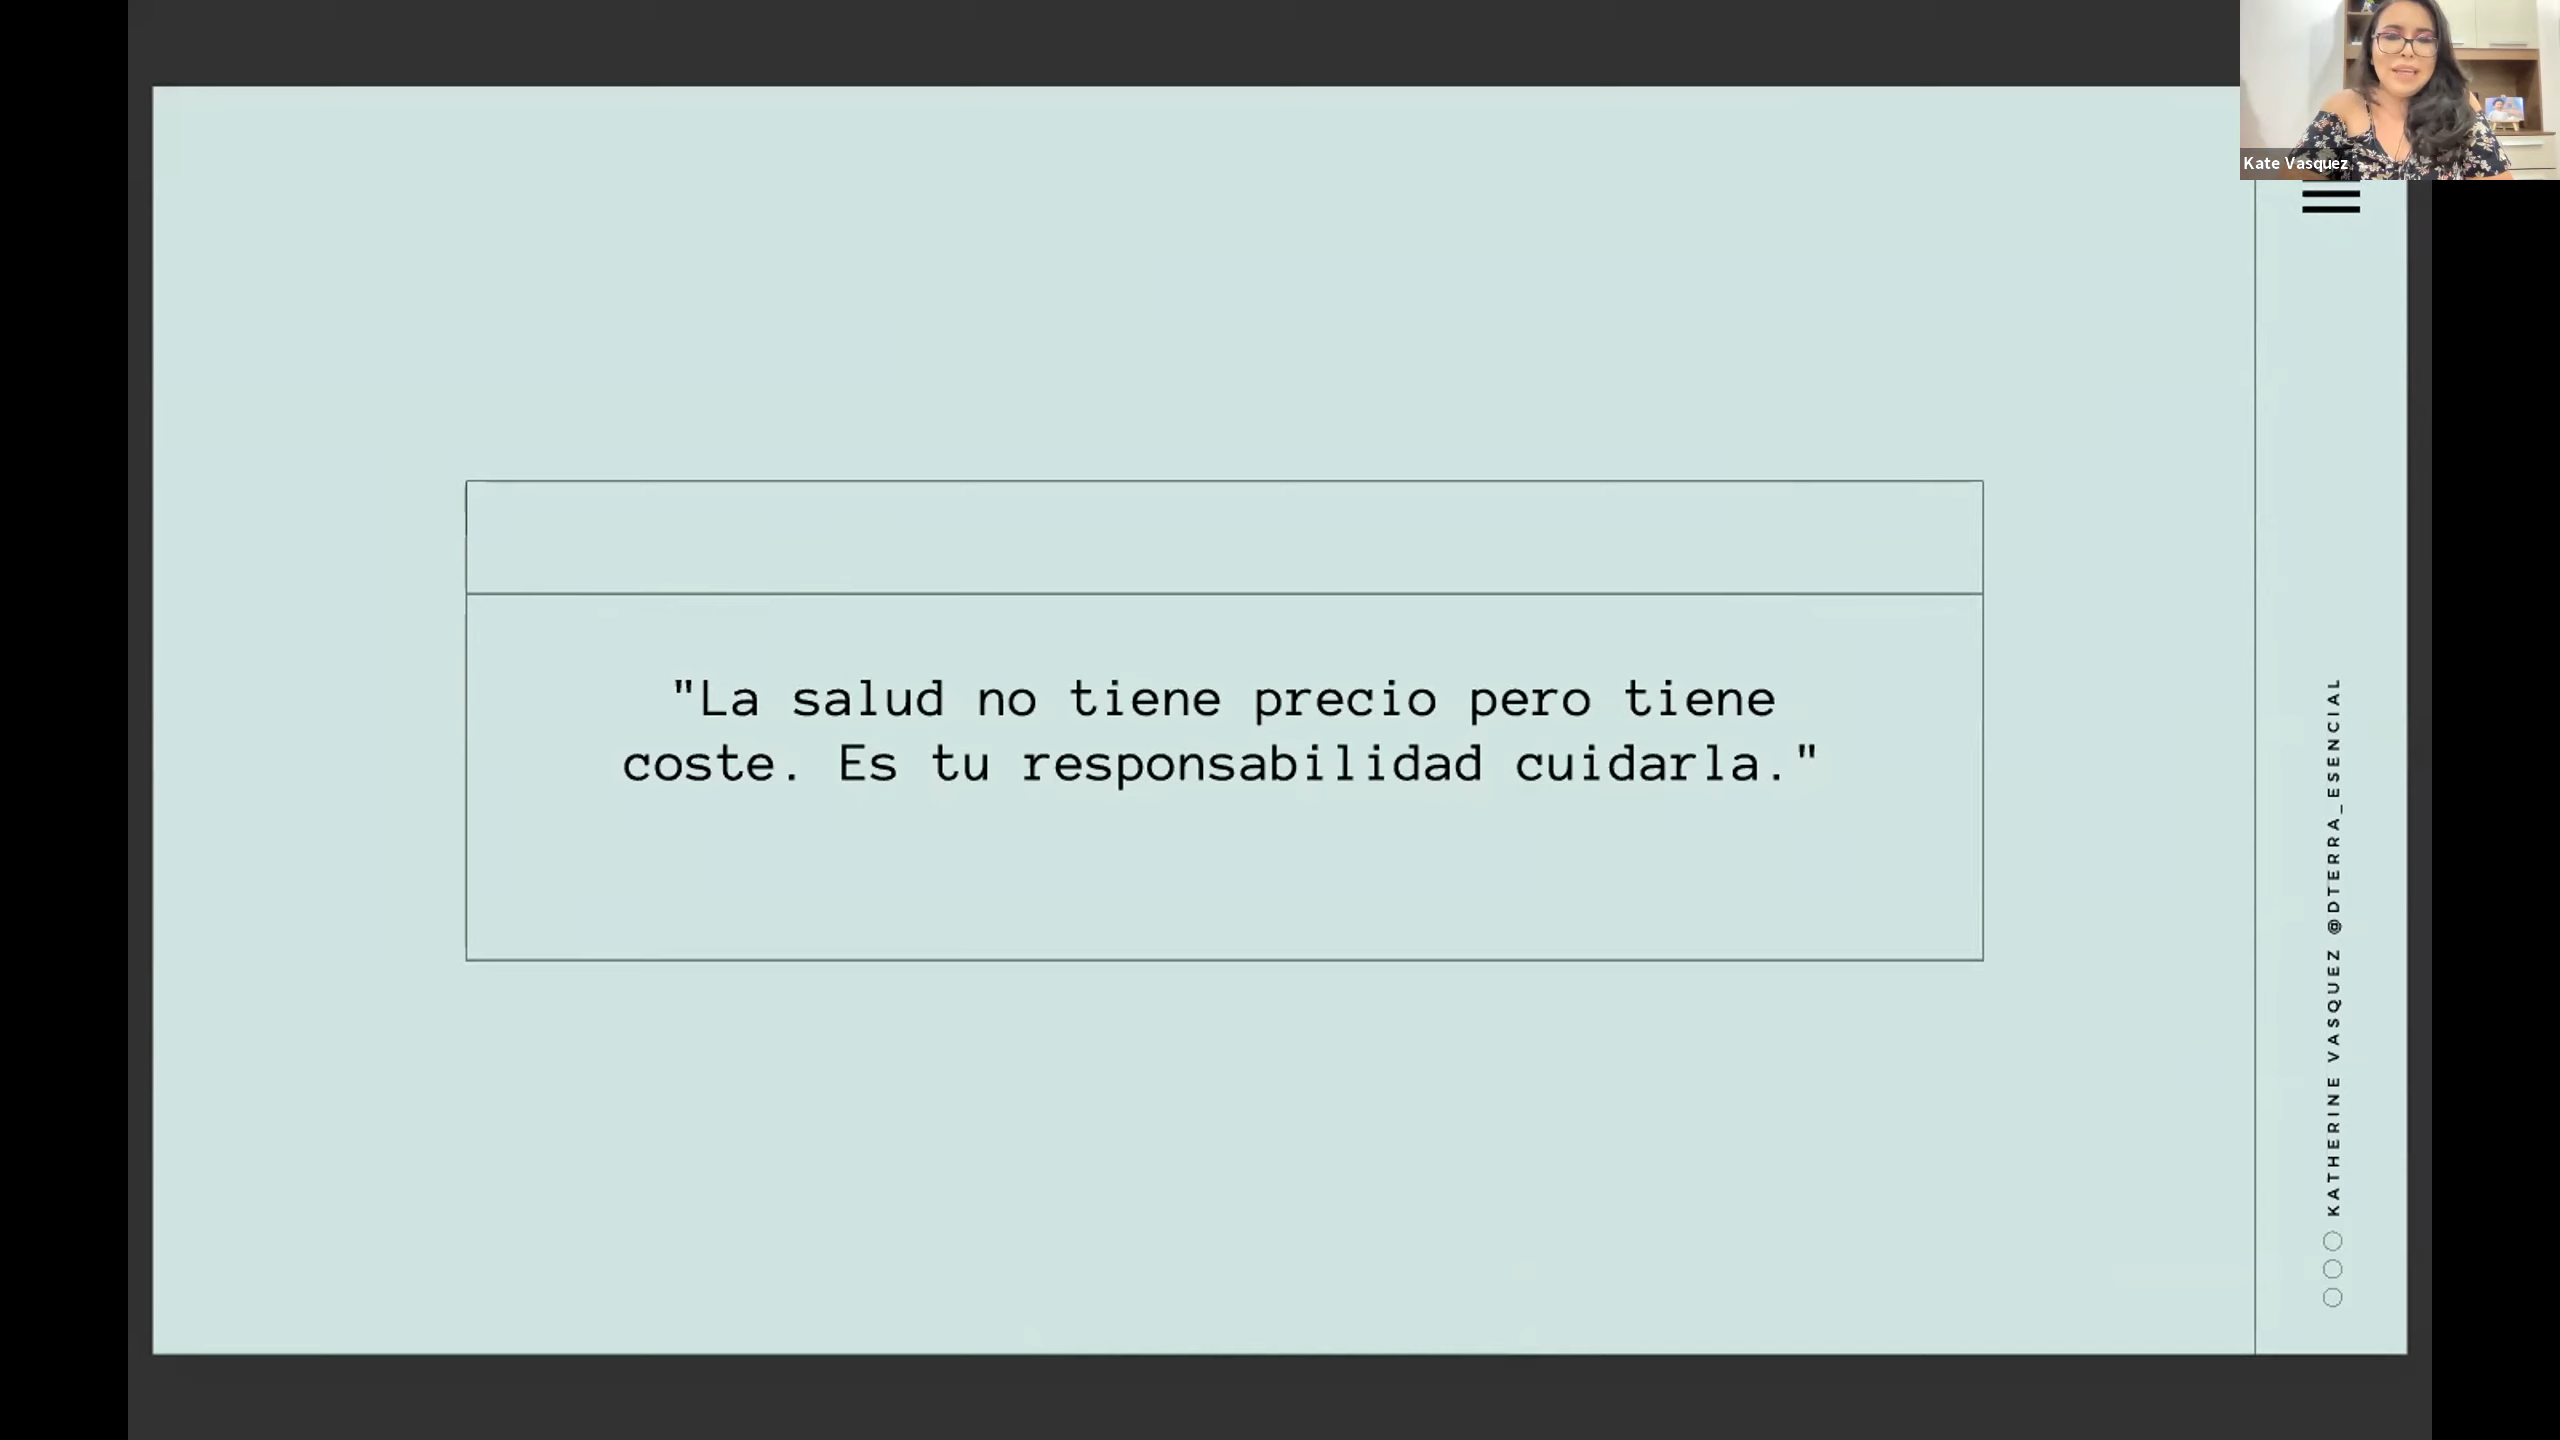 Kate Vasquez
"La salud no tiene precio pero tiene
coste. Es tu responsabilidad cuidarla."
KATHERINE VASQUEZ @DTERRA_ESENCIAL